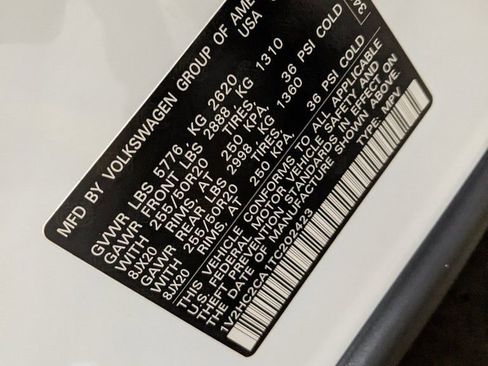 MFD BY VOLKSWAGEN GROUP OF AME
USA
34
GVWR LBS 5776 KG 2620
GAWR FRONT LBS 2888 KG 1310
WITH 255/50R20 TIRES,
8JX20 RIMS, AT 250 KPA, 36 PSI COLD
GAWR REAR LBS 2998 KG 1360
WITH 255/50R20 TIRES,
8JX20 RIMS AT 250 KPA, 36 PSI COLD
THIS VEHICLE CONFORMS TO ALL APPLICABLE
U.S. FEDERAL MOTOR VEHICLE SAFETY AND
THEFT PREVENTION STANDARDS IN EFFECT ON
DATE OF MANUFACTURE SHOWN ABOVE.
1V2HC2CA1TC202423 TYPE: MPV